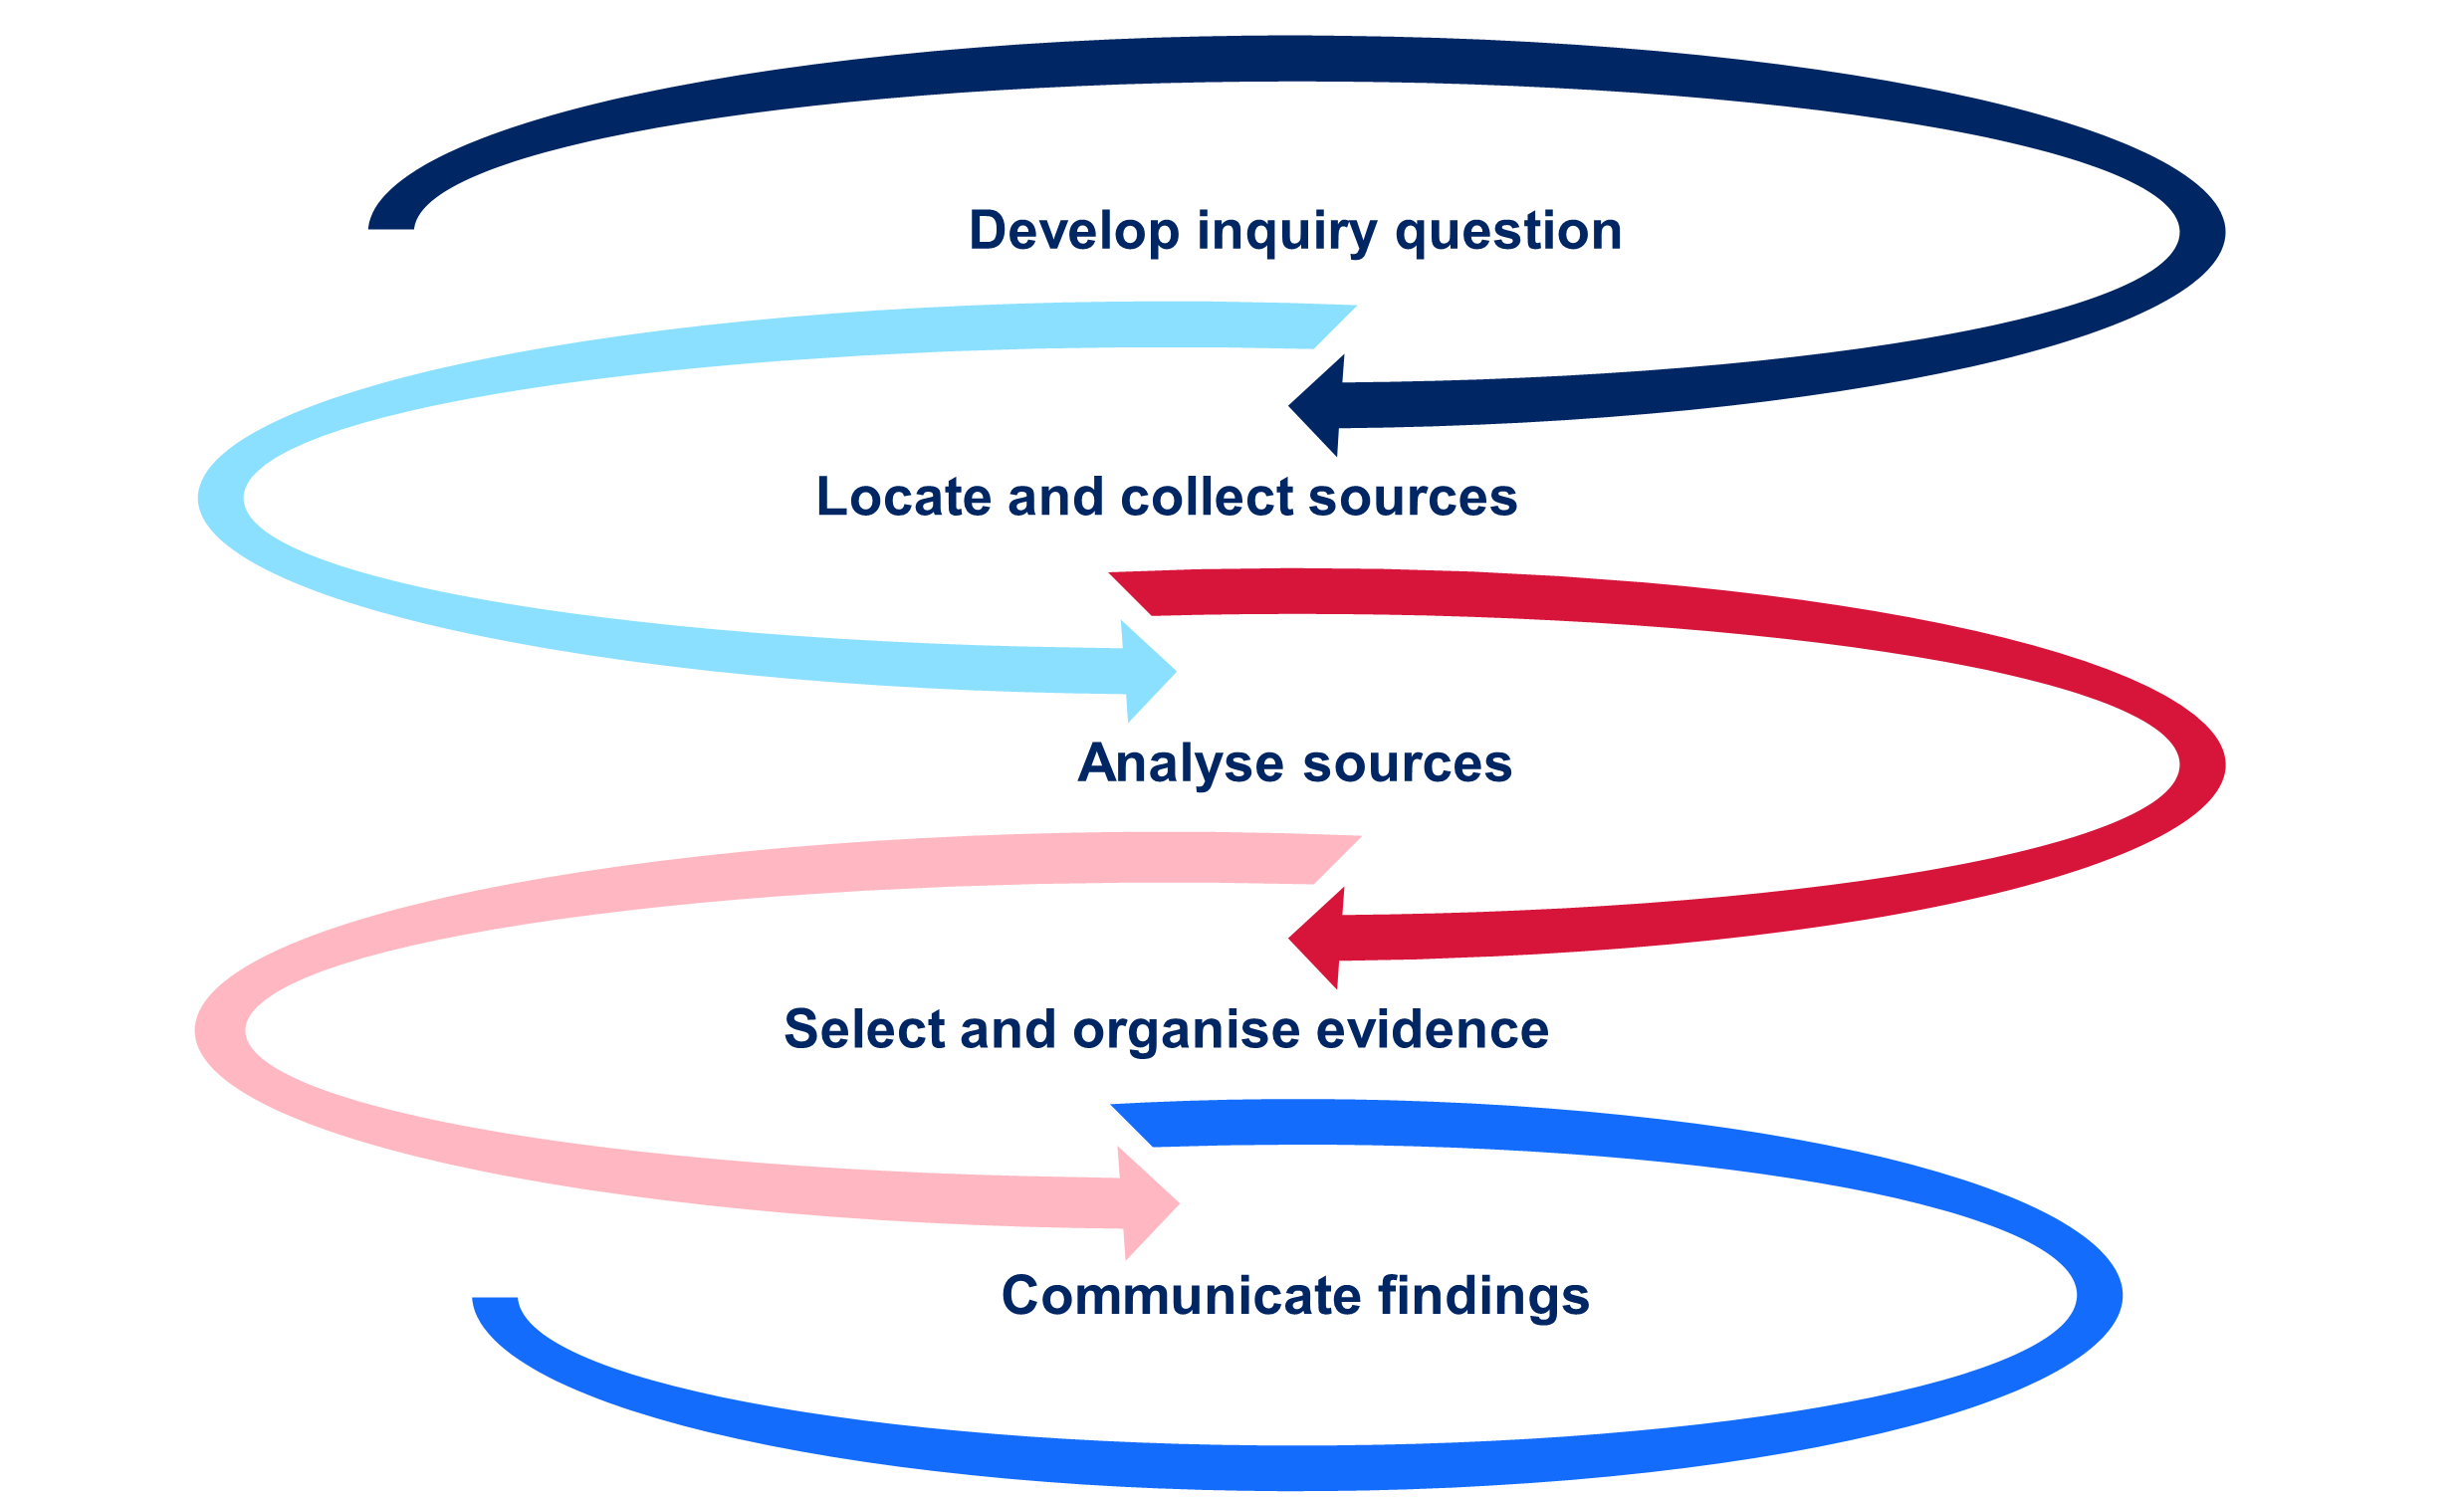 Develop inquiry question
Locate and collect sources
Analyse sources
Select and organise evidence
Communicate findings